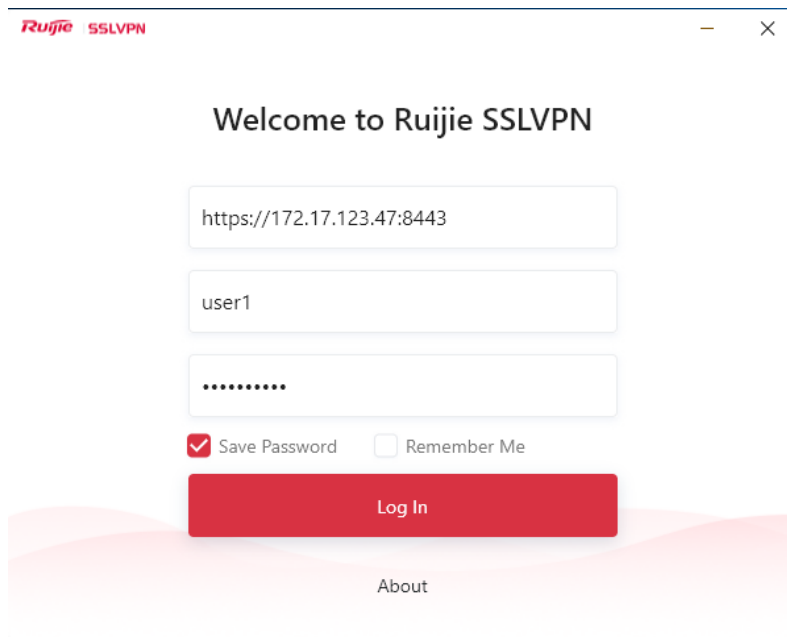 Ruijie SSLVPN
Welcome to Ruijie SSLVPN
https://172.17.123.47:8443
user1
••••••••••
Save Password Remember Me
Log In
About